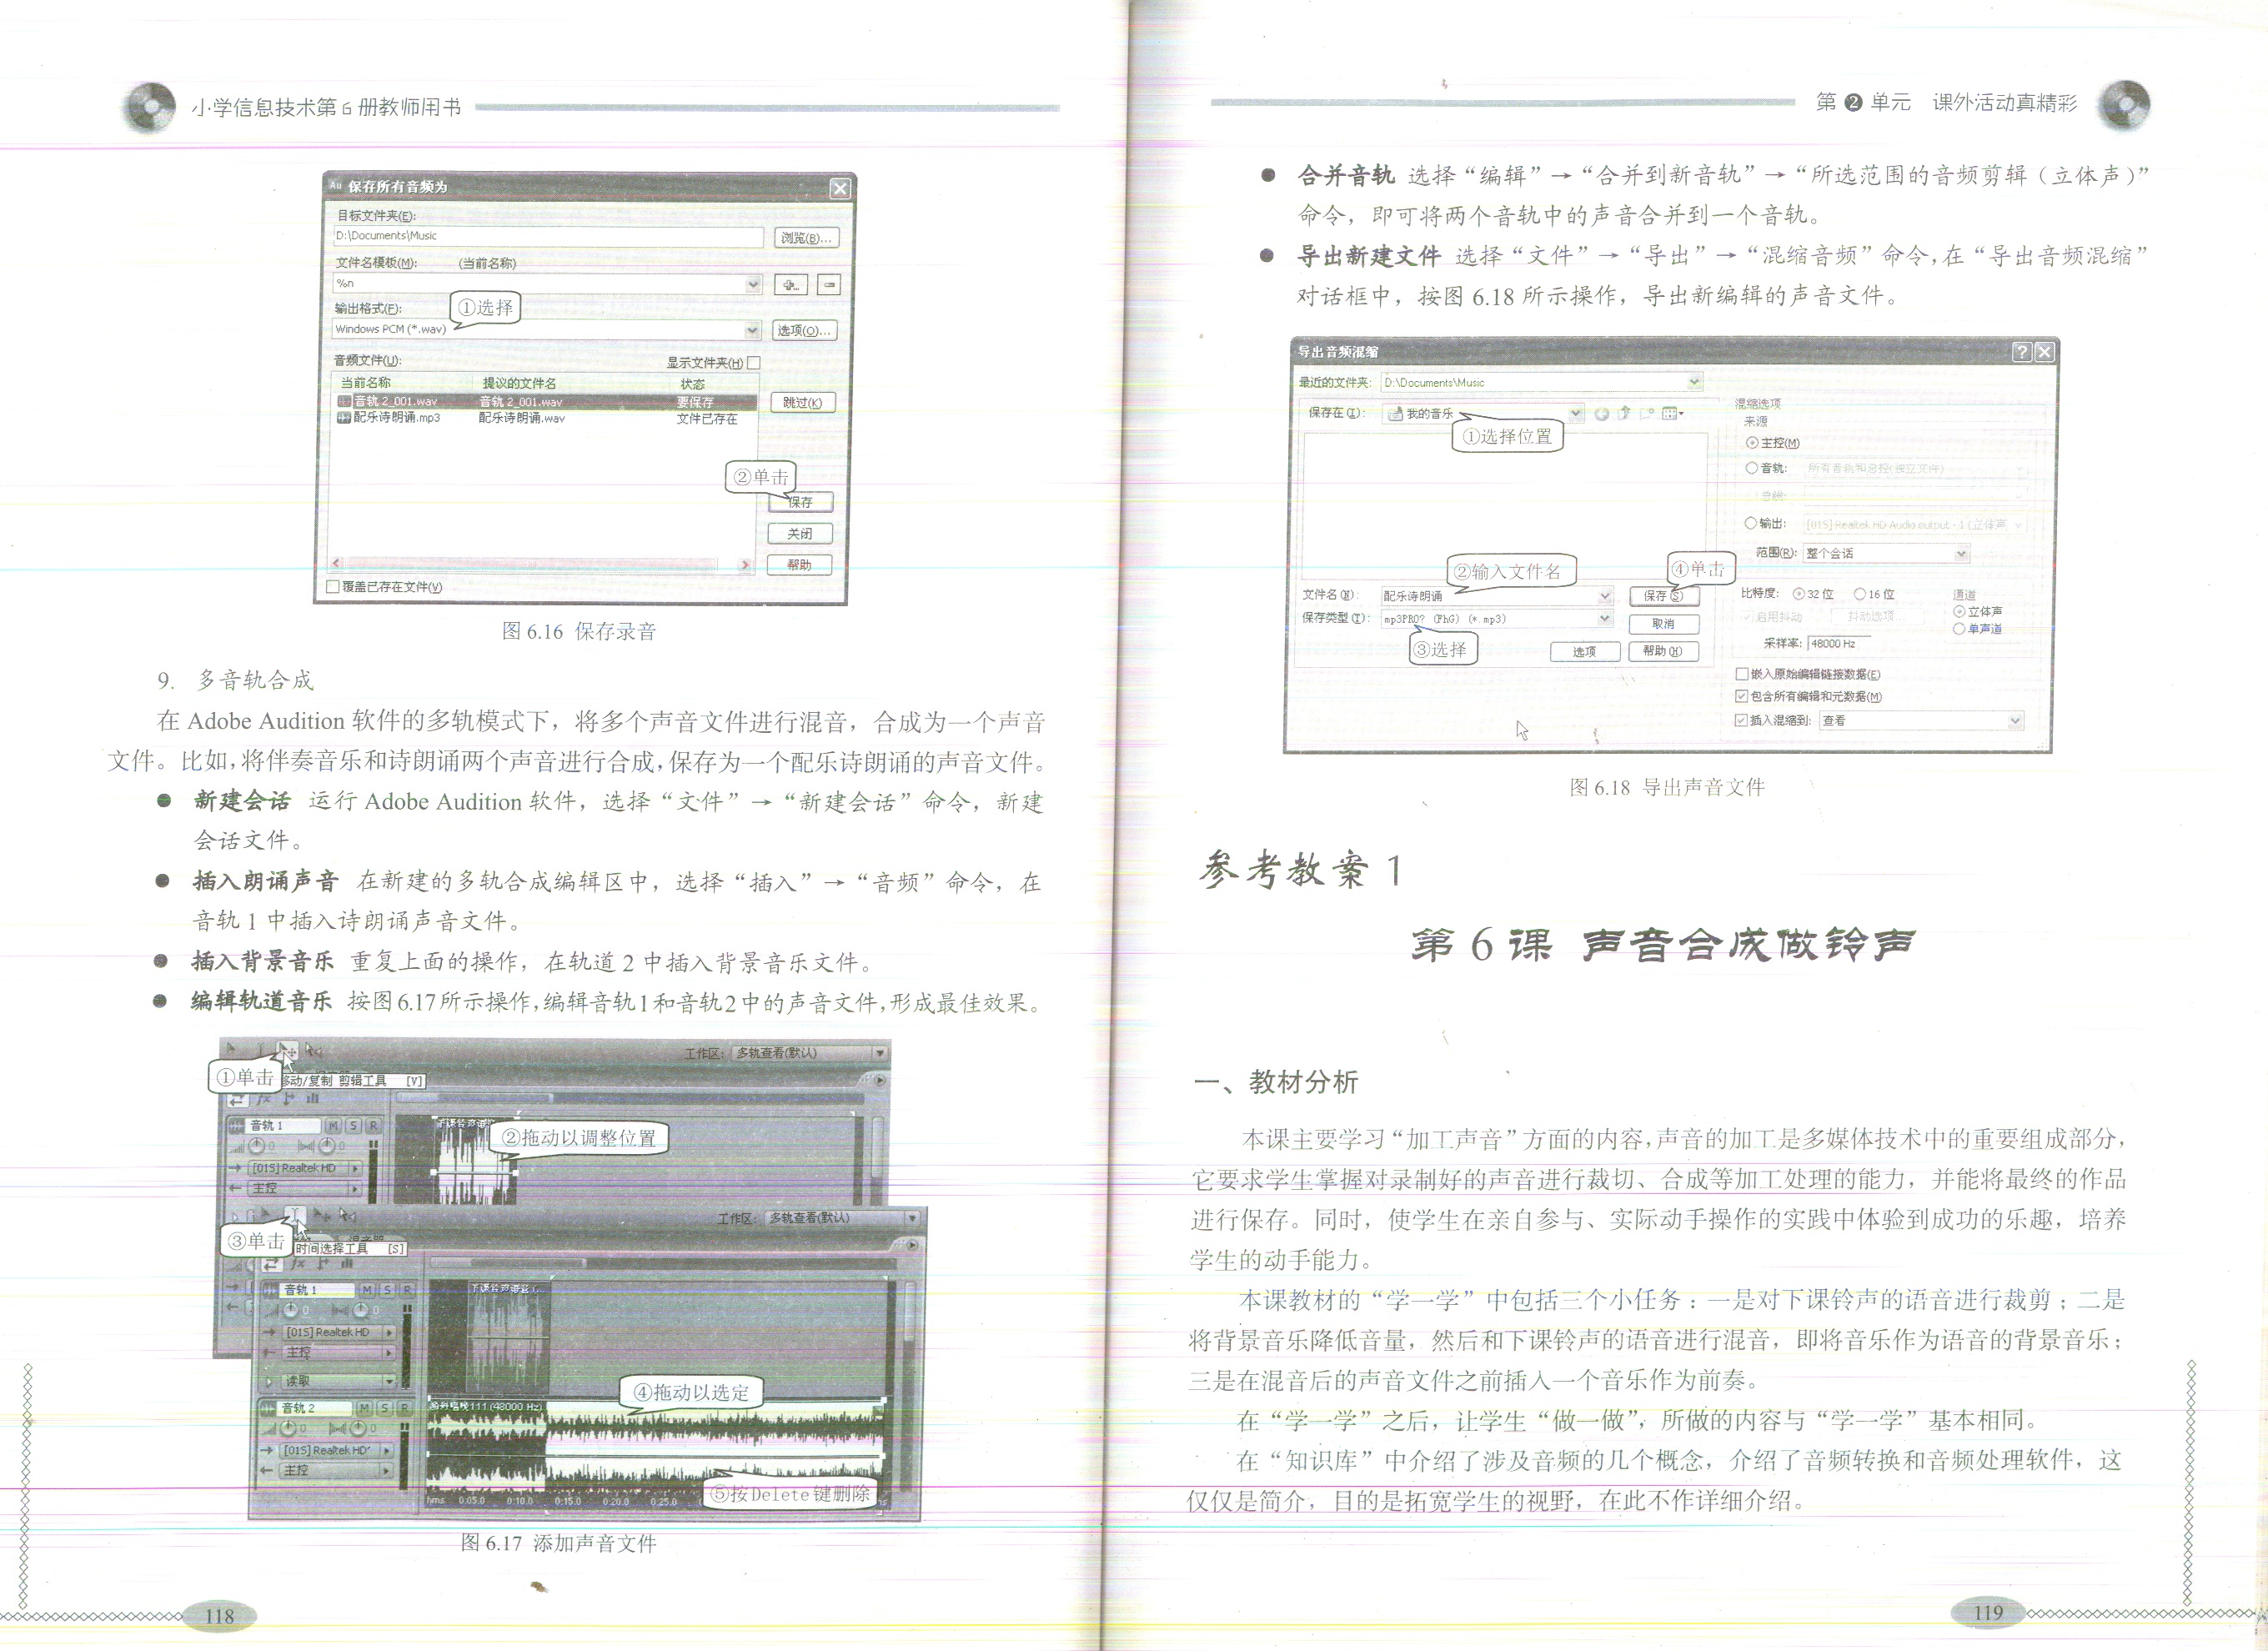 小学信息技术第6册教师用书
Au 保存所有音频为
目标文件夹(E):
D:\Documents\Music
浏览(B)...
文件名模板(M): (当前名称)
%n
输出格式(F):
①选择
Windows PCM (*.wav)
选项(O)...
音频文件(U):
显示文件夹(H)
当前名称 提议的文件名 状态
音轨 2_001.wav 音轨 2_001.wav 要保存
配乐诗朗诵.mp3 配乐诗朗诵.wav 文件已存在
跳过(K)
②单击
保存
关闭
帮助
覆盖已存在文件(V)
图 6.16 保存录音
9. 多音轨合成
在 Adobe Audition 软件的多轨模式下，将多个声音文件进行混音，合成为一个声音
文件。比如,将伴奏音乐和诗朗诵两个声音进行合成,保存为一个配乐诗朗诵的声音文件。
● 新建会话 运行 Adobe Audition 软件，选择“文件”→“新建会话”命令，新建
会话文件。
● 插入朗诵声音 在新建的多轨合成编辑区中，选择“插入”→“音频”命令，在
音轨 1 中插入诗朗诵声音文件。
● 插入背景音乐 重复上面的操作，在轨道 2 中插入背景音乐文件。
● 编辑轨道音乐 按图6.17所示操作,编辑音轨1和音轨2中的声音文件,形成最佳效果。
工作区: 多轨查看(默认)
①单击
移动/复制 剪辑工具 [V]
音轨 1 M S R
②拖动以调整位置
[01S] Realtek HD
主控
工作区: 多轨查看(默认)
③单击
时间选择工具 [S]
音轨 1 M S R
[01S] Realtek HD
主控
读取
④拖动以选定
音轨 2 M S R
[01S] Realtek HD
主控
⑤按Delete键删除
hms 0:05.0 0:10.0 0:15.0 0:20.0 0:25.0
图 6.17 添加声音文件
118
第 ❷ 单元 课外活动真精彩
● 合并音轨 选择“编辑”→“合并到新音轨”→“所选范围的音频剪辑（立体声）”
命令，即可将两个音轨中的声音合并到一个音轨。
● 导出新建文件 选择“文件”→“导出”→“混缩音频”命令,在“导出音频混缩”
对话框中，按图 6.18 所示操作，导出新编辑的声音文件。
导出音频混缩
最近的文件夹: D:\Documents\Music
保存在(I): 我的音乐
①选择位置
混缩选项
来源
主控(M)
音轨: 所有音轨和总控(独立文件)
总线:
输出: [01S] Realtek HD Audio output - 1 (立体声
范围(R): 整个会话
②输入文件名
④单击
文件名(N): 配乐诗朗诵
保存(S)
保存类型(T): mp3PRO? (FhG) (*.mp3)
取消
③选择
选项
帮助(H)
比特度: 32 位 16 位
通道
启用抖动 抖动选项...
立体声
单声道
采样率: 48000 Hz
嵌入原始编辑链接数据(E)
包含所有编辑和元数据(M)
插入混缩到: 查看
图 6.18 导出声音文件
参考教案 1
第 6 课 声音合成做铃声
一、教材分析
本课主要学习“加工声音”方面的内容,声音的加工是多媒体技术中的重要组成部分，
它要求学生掌握对录制好的声音进行裁切、合成等加工处理的能力，并能将最终的作品
进行保存。同时，使学生在亲自参与、实际动手操作的实践中体验到成功的乐趣，培养
学生的动手能力。
本课教材的“学一学”中包括三个小任务：一是对下课铃声的语音进行裁剪；二是
将背景音乐降低音量，然后和下课铃声的语音进行混音，即将音乐作为语音的背景音乐；
三是在混音后的声音文件之前插入一个音乐作为前奏。
在“学一学”之后，让学生“做一做”，所做的内容与“学一学”基本相同。
在“知识库”中介绍了涉及音频的几个概念，介绍了音频转换和音频处理软件，这
仅仅是简介，目的是拓宽学生的视野，在此不作详细介绍。
119